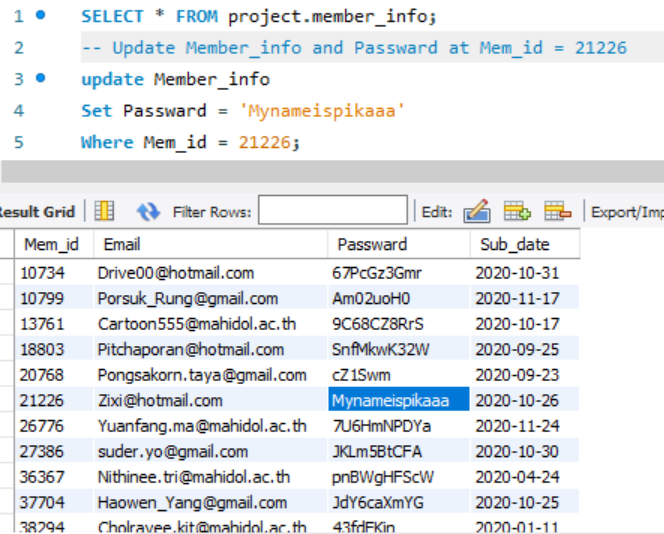 1 SELECT * FROM project.member_info;
2 -- Update Member_info and Password at Mem_id = 21226
3 update Member_info
4 Set Passward = 'Mynameispikaaa'
5 Where Mem_id = 21226;
Result Grid Filter Rows: Edit: Export/Imp
Mem_id Email Passward Sub_date
10734 Drive00@hotmail.com 67PcGz3Gmr 2020-10-31
10799 Porsuk_Rung@gmail.com Am02uoH0 2020-11-17
13761 Cartoon555@mahidol.ac.th 9C68CZ8RrS 2020-10-17
18803 Pitchaporan@hotmail.com SnfMkwK32W 2020-09-25
20768 Pongsakorn.taya@gmail.com cZ1Swm 2020-09-23
21226 Zixi@hotmail.com Mynameispikaaa 2020-10-26
26776 Yuanfang.ma@mahidol.ac.th 7U6HmNPDYa 2020-11-24
27386 suder.yo@gmail.com JKLm5BtCFA 2020-10-30
36367 Nithinee.tri@mahidol.ac.th pnBWgHFScW 2020-04-24
37704 Haowen_Yang@gmail.com JdY6caXmYG 2020-10-25
38294 Cholravee.kit@mahidol.ac.th 43fdFKin 2020-01-11